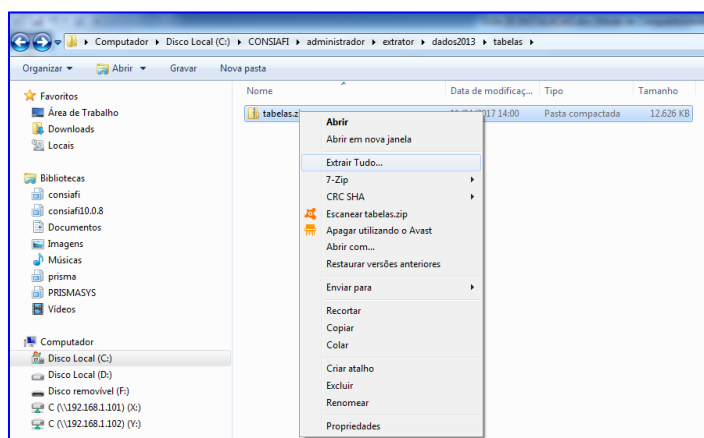 Computador Disco Local (C:) CONSIAFI administrador extrator dados2013 tabelas
Organizar Abrir Gravar Nova pasta
Nome Data de modificaç... Tipo Tamanho
tabelas.z 2017 14:00 Pasta compactada 12.626 KB
Favoritos
Área de Trabalho
Downloads
Locais
Bibliotecas
consiafi
consiafi10.0.8
Documentos
Imagens
Músicas
prisma
PRISMASYS
Vídeos
Computador
Disco Local (C:)
Disco Local (D:)
Disco removível (F:)
C (\\192.168.1.101) (X:)
C (\\192.168.1.102) (Y:)
Abrir
Abrir em nova janela
Extrair Tudo...
7-Zip
CRC SHA
Escanear tabelas.zip
Apagar utilizando o Avast
Abrir com...
Restaurar versões anteriores
Enviar para
Recortar
Copiar
Colar
Criar atalho
Excluir
Renomear
Propriedades